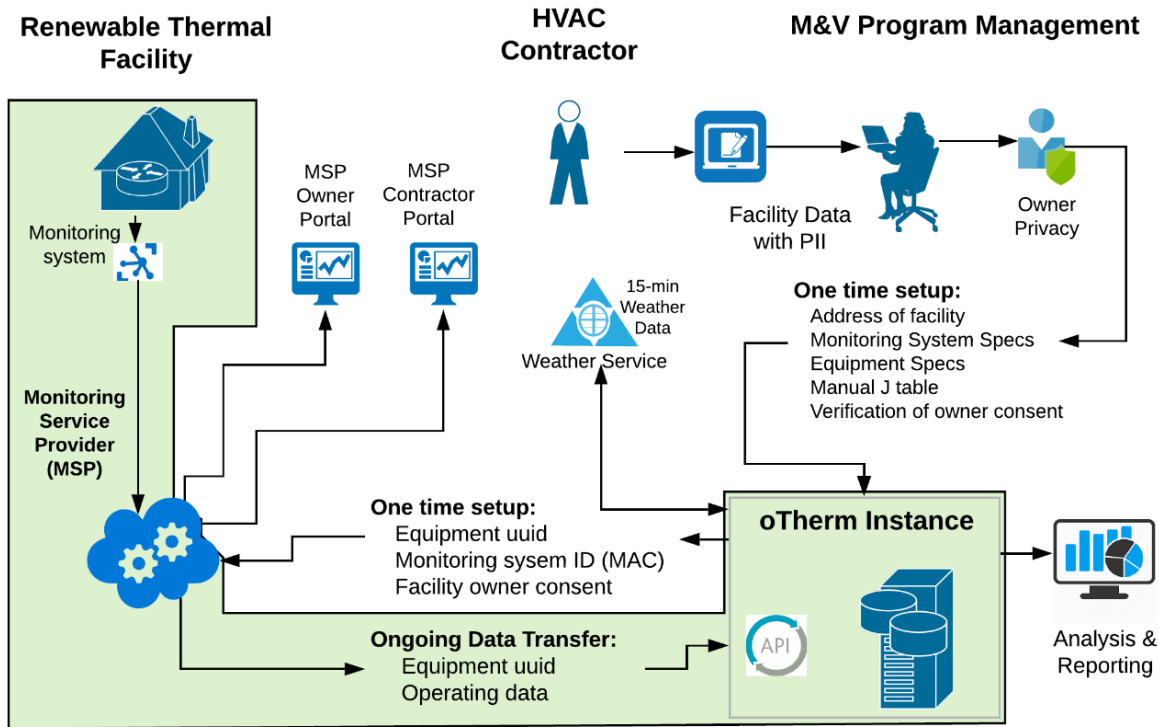 Renewable Thermal
Facility
HVAC
Contractor
M&V Program Management
MSP
Owner
Portal
MSP
Contractor
Portal
Monitoring
system
Facility Data
with PII
Owner
Privacy
15-min
Weather
Data
Weather Service
One time setup:
Address of facility
Monitoring System Specs
Equipment Specs
Manual J table
Verification of owner consent
Monitoring
Service
Provider
(MSP)
One time setup:
Equipment uuid
Monitoring sysem ID (MAC)
Facility owner consent
oTherm Instance
API
Ongoing Data Transfer:
Equipment uuid
Operating data
Analysis &
Reporting